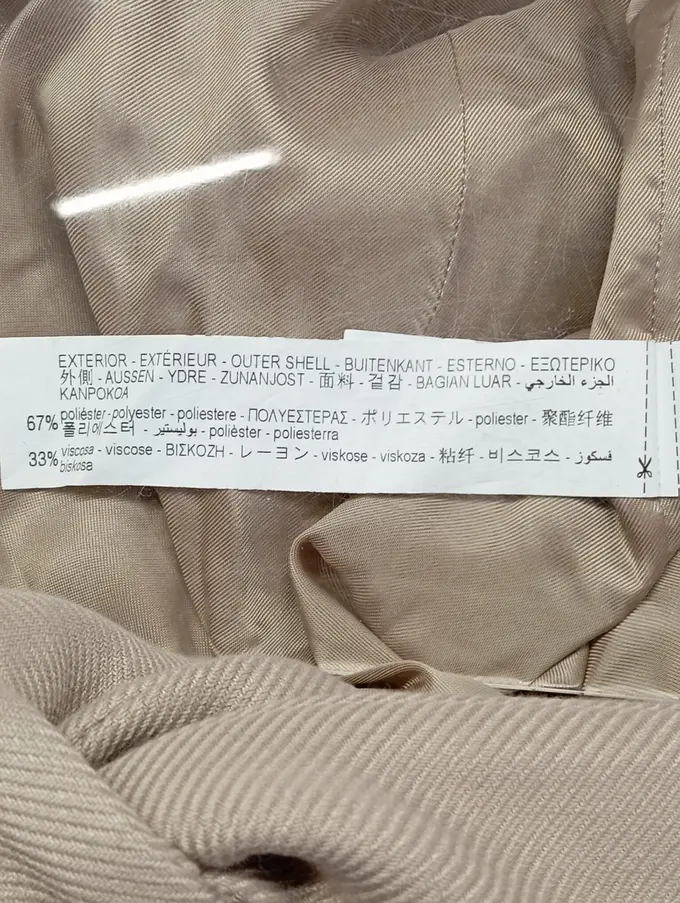 EXTERIOR - EXTÉRIEUR - OUTER SHELL - BUITENKANT - ESTERNO - ΕΞΩΤΕΡΙΚΟ
外側 - AUSSEN - YDRE - ZUNANJOST - 面料 - 겉감 - BAGIAN LUAR - الجزء الخارجي
KANPOKOA
67% poliéster-polyester - poliestere - ΠΟΛΥΕΣΤΕΡΑΣ - ポリエステル - poliester - 聚酯纤维
폴리에스터 - بوليستير - polièster - poliesterra
33% viscosa - viscose - ΒΙΣΚΟΖΗ - レーヨン - viskose - viskoza - 粘纤 - 비스코스 - فسكوز
biskosa